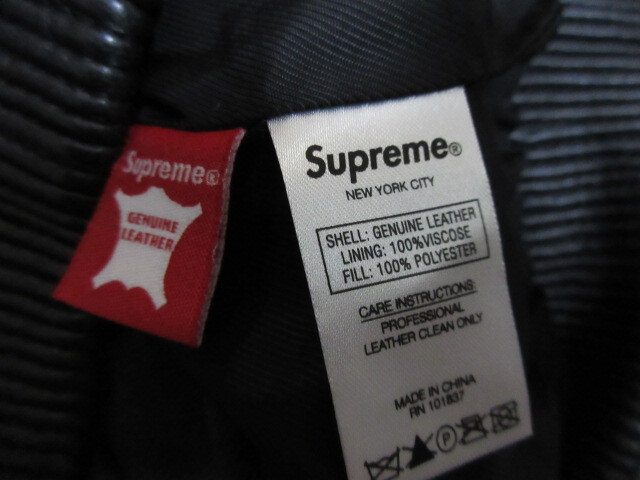 Supreme®
GENUINE
LEATHER
Supreme®
NEW YORK CITY
SHELL: GENUINE LEATHER
LINING: 100%VISCOSE
FILL: 100% POLYESTER
CARE INSTRUCTIONS:
PROFESSIONAL
LEATHER CLEAN ONLY
MADE IN CHINA
RN 101837
P